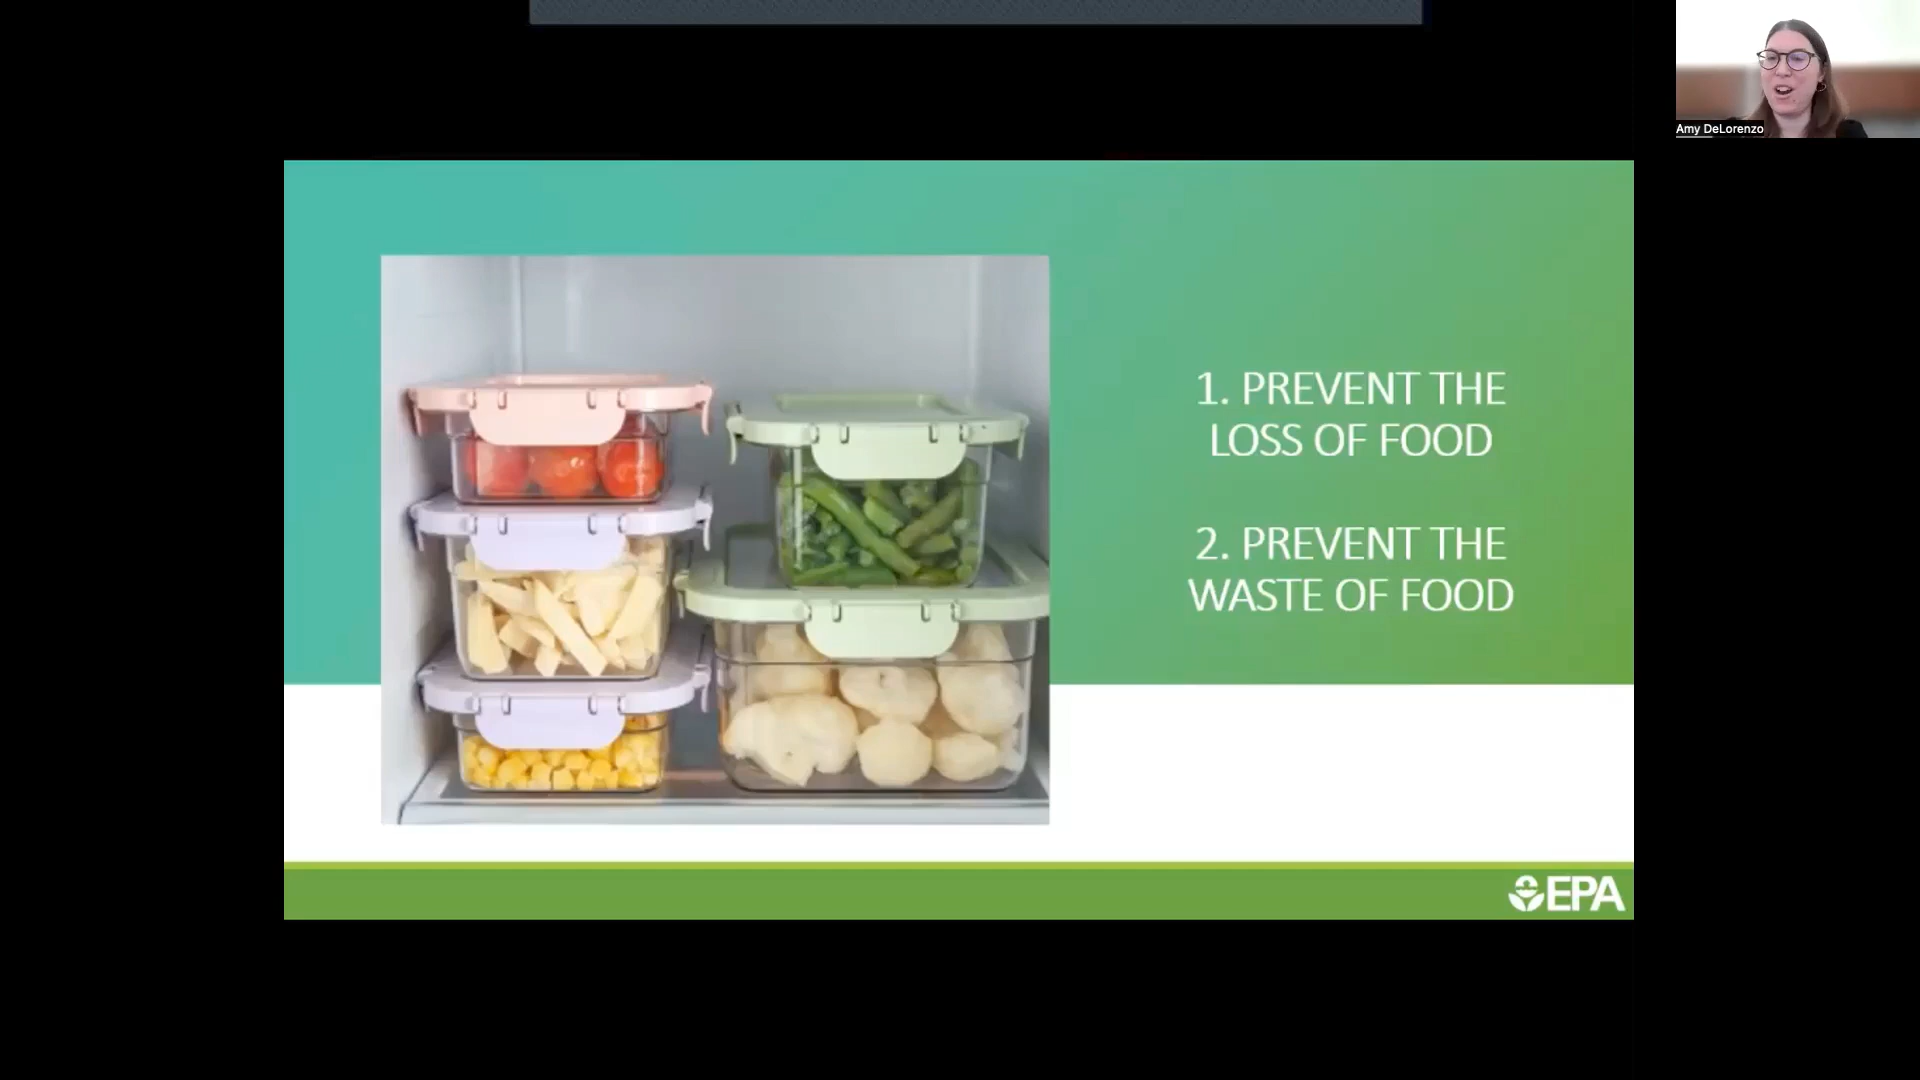 Amy DeLorenzo
1. PREVENT THE
LOSS OF FOOD
2. PREVENT THE
WASTE OF FOOD
EPA